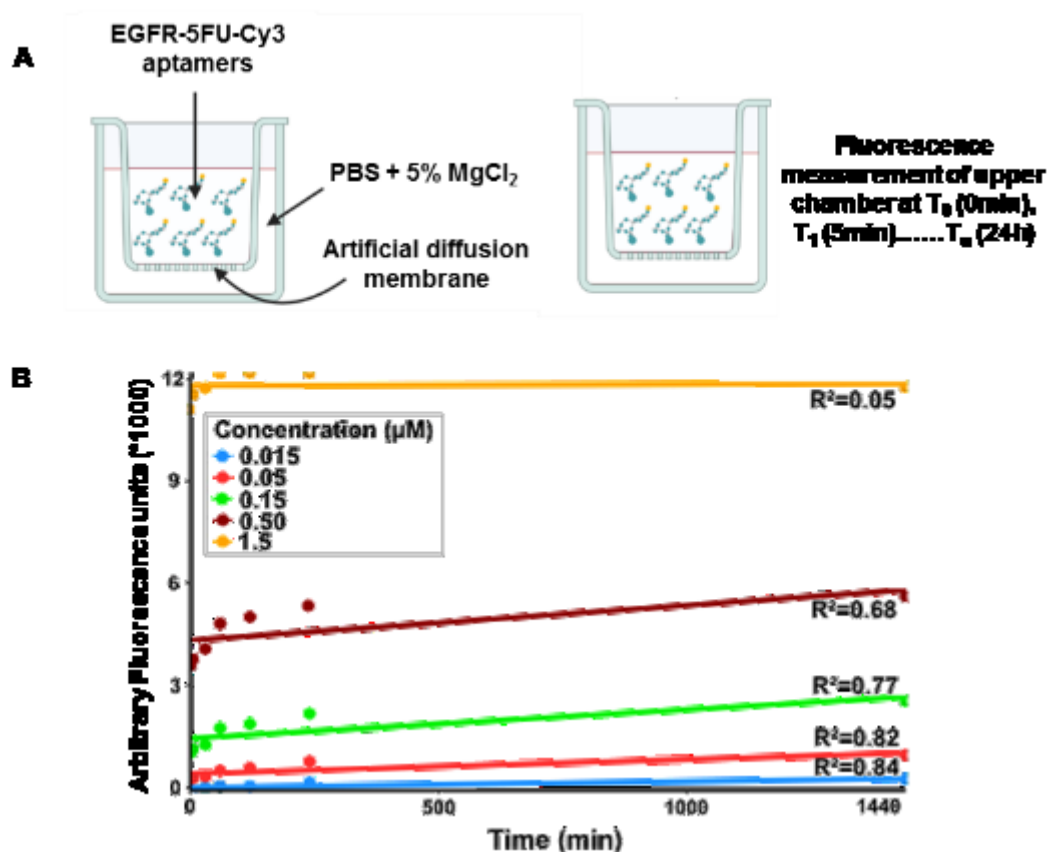 A
EGFR-5FU-Cy3
aptamers
PBS + 5% MgCl₂
Artificial diffusion
membrane
Fluorescence
measurement of upper
chamber at T₀ (0min),
T₁ (5min)......Tₙ (24h)
B
Arbitrary Fluorescence units (*1000)
12
9
6
3
0
Concentration (µM)
0.015
0.05
0.15
0.50
1.5
R²=0.05
R²=0.68
R²=0.77
R²=0.82
R²=0.84
0
500
1000
1440
Time (min)